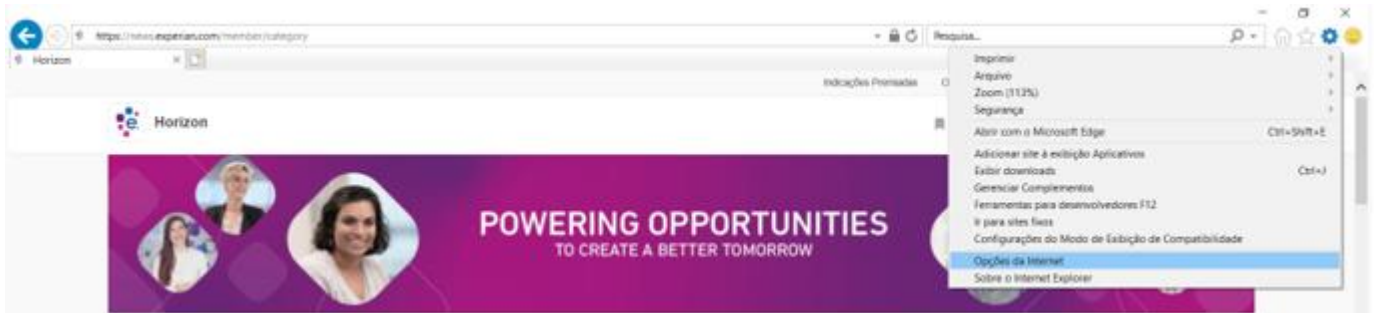 https://news.experian.com/member/category
Pesquisa...
Horizon
Indicações Premiadas
Horizon
POWERING OPPORTUNITIES
TO CREATE A BETTER TOMORROW
Imprimir
Arquivo
Zoom (113%)
Segurança
Abrir com o Microsoft Edge Ctrl+Shift+E
Adicionar site à exibição Aplicativos
Exibir downloads Ctrl+J
Gerenciar Complementos
Ferramentas para desenvolvedores F12
Ir para sites fixos
Configurações do Modo de Exibição de Compatibilidade
Opções da Internet
Sobre o Internet Explorer